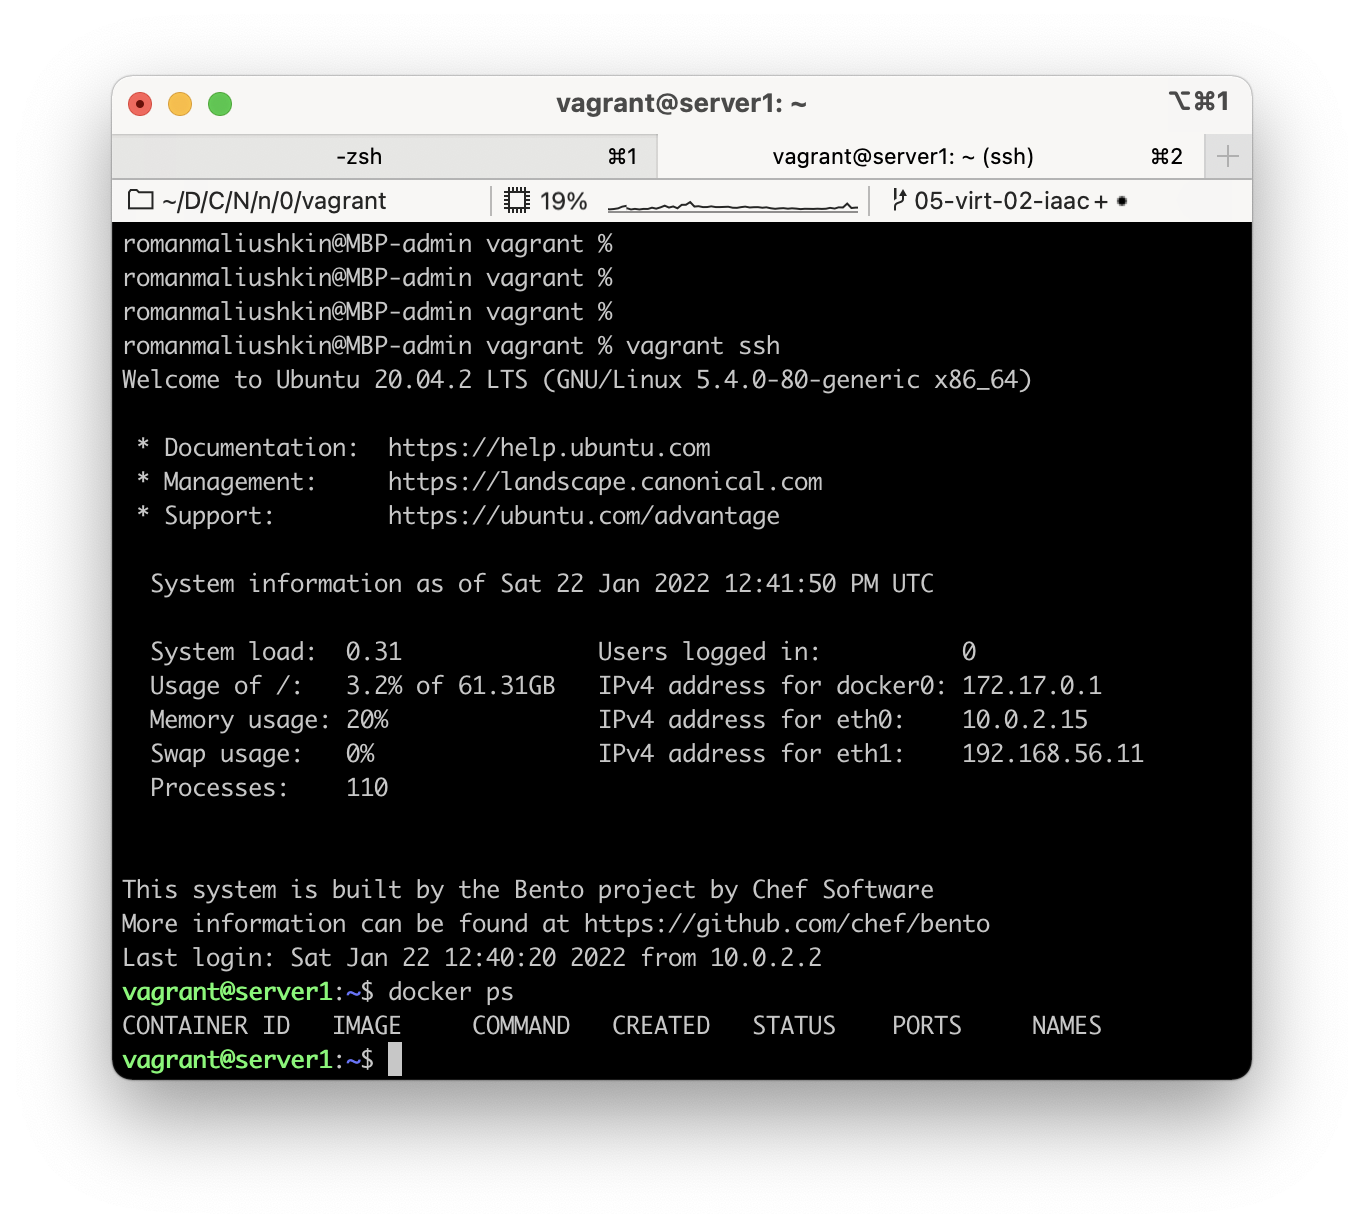 vagrant@server1: ~ ⌥⌘1
-zsh ⌘1 vagrant@server1: ~ (ssh) ⌘2 +
~/D/C/N/n/0/vagrant 19% 05-virt-02-iaac+ ●
romanmaliushkin@MBP-admin vagrant %
romanmaliushkin@MBP-admin vagrant %
romanmaliushkin@MBP-admin vagrant %
romanmaliushkin@MBP-admin vagrant % vagrant ssh
Welcome to Ubuntu 20.04.2 LTS (GNU/Linux 5.4.0-80-generic x86_64)
* Documentation: https://help.ubuntu.com
* Management: https://landscape.canonical.com
* Support: https://ubuntu.com/advantage
System information as of Sat 22 Jan 2022 12:41:50 PM UTC
System load: 0.31 Users logged in: 0
Usage of /: 3.2% of 61.31GB IPv4 address for docker0: 172.17.0.1
Memory usage: 20% IPv4 address for eth0: 10.0.2.15
Swap usage: 0% IPv4 address for eth1: 192.168.56.11
Processes: 110
This system is built by the Bento project by Chef Software
More information can be found at https://github.com/chef/bento
Last login: Sat Jan 22 12:40:20 2022 from 10.0.2.2
vagrant@server1:~$ docker ps
CONTAINER ID IMAGE COMMAND CREATED STATUS PORTS NAMES
vagrant@server1:~$